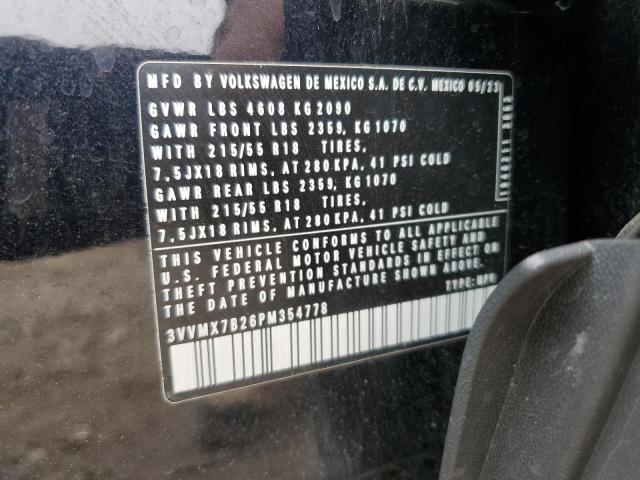 MFD BY VOLKSWAGEN DE MEXICO S.A. DE C.V. MEXICO 05/23
GVWR LBS 4608 KG 2090
GAWR FRONT LBS 2359, KG 1070
WITH 215/55 R18 TIRES,
7,5JX18 RIMS, AT 280 KPA, 41 PSI COLD
GAWR REAR LBS 2359, KG 1070
WITH 215/55 R18 TIRES,
7,5JX18 RIMS, AT 280 KPA, 41 PSI COLD
THIS VEHICLE CONFORMS TO ALL APPLICABLE
U.S. FEDERAL MOTOR VEHICLE SAFETY AND
THEFT PREVENTION STANDARDS IN EFFECT ON
THE DATE OF MANUFACTURE SHOWN ABOVE.
TYPE: MPV
3VVMX7B26PM354778